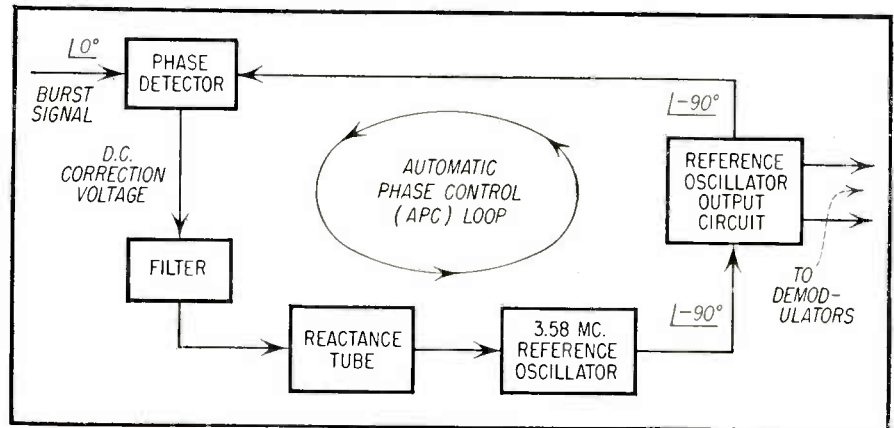 ∠0°
BURST
SIGNAL
PHASE
DETECTOR
∠-90°
D.C.
CORRECTION
VOLTAGE
AUTOMATIC
PHASE CONTROL
(APC) LOOP
REFERENCE
OSCILLATOR
OUTPUT
CIRCUIT
FILTER
TO
DEMOD-
ULATORS
∠-90°
REACTANCE
TUBE
3.58 MC.
REFERENCE
OSCILLATOR